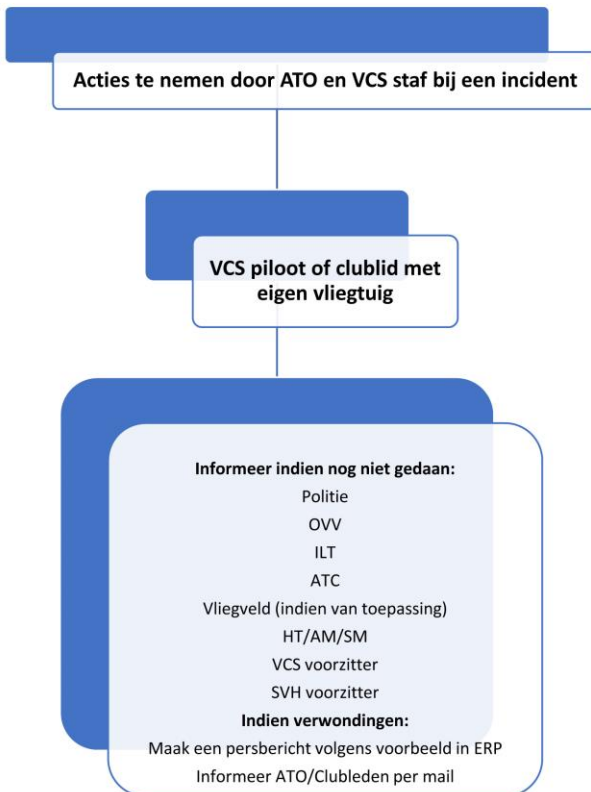 Acties te nemen door ATO en VCS staf bij een incident
VCS piloot of clublid met
eigen vliegtuig
Informeer indien nog niet gedaan:
Politie
OVV
ILT
ATC
Vliegveld (indien van toepassing)
HT/AM/SM
VCS voorzitter
SVH voorzitter
Indien verwondingen:
Maak een persbericht volgens voorbeeld in ERP
Informeer ATO/Clubleden per mail